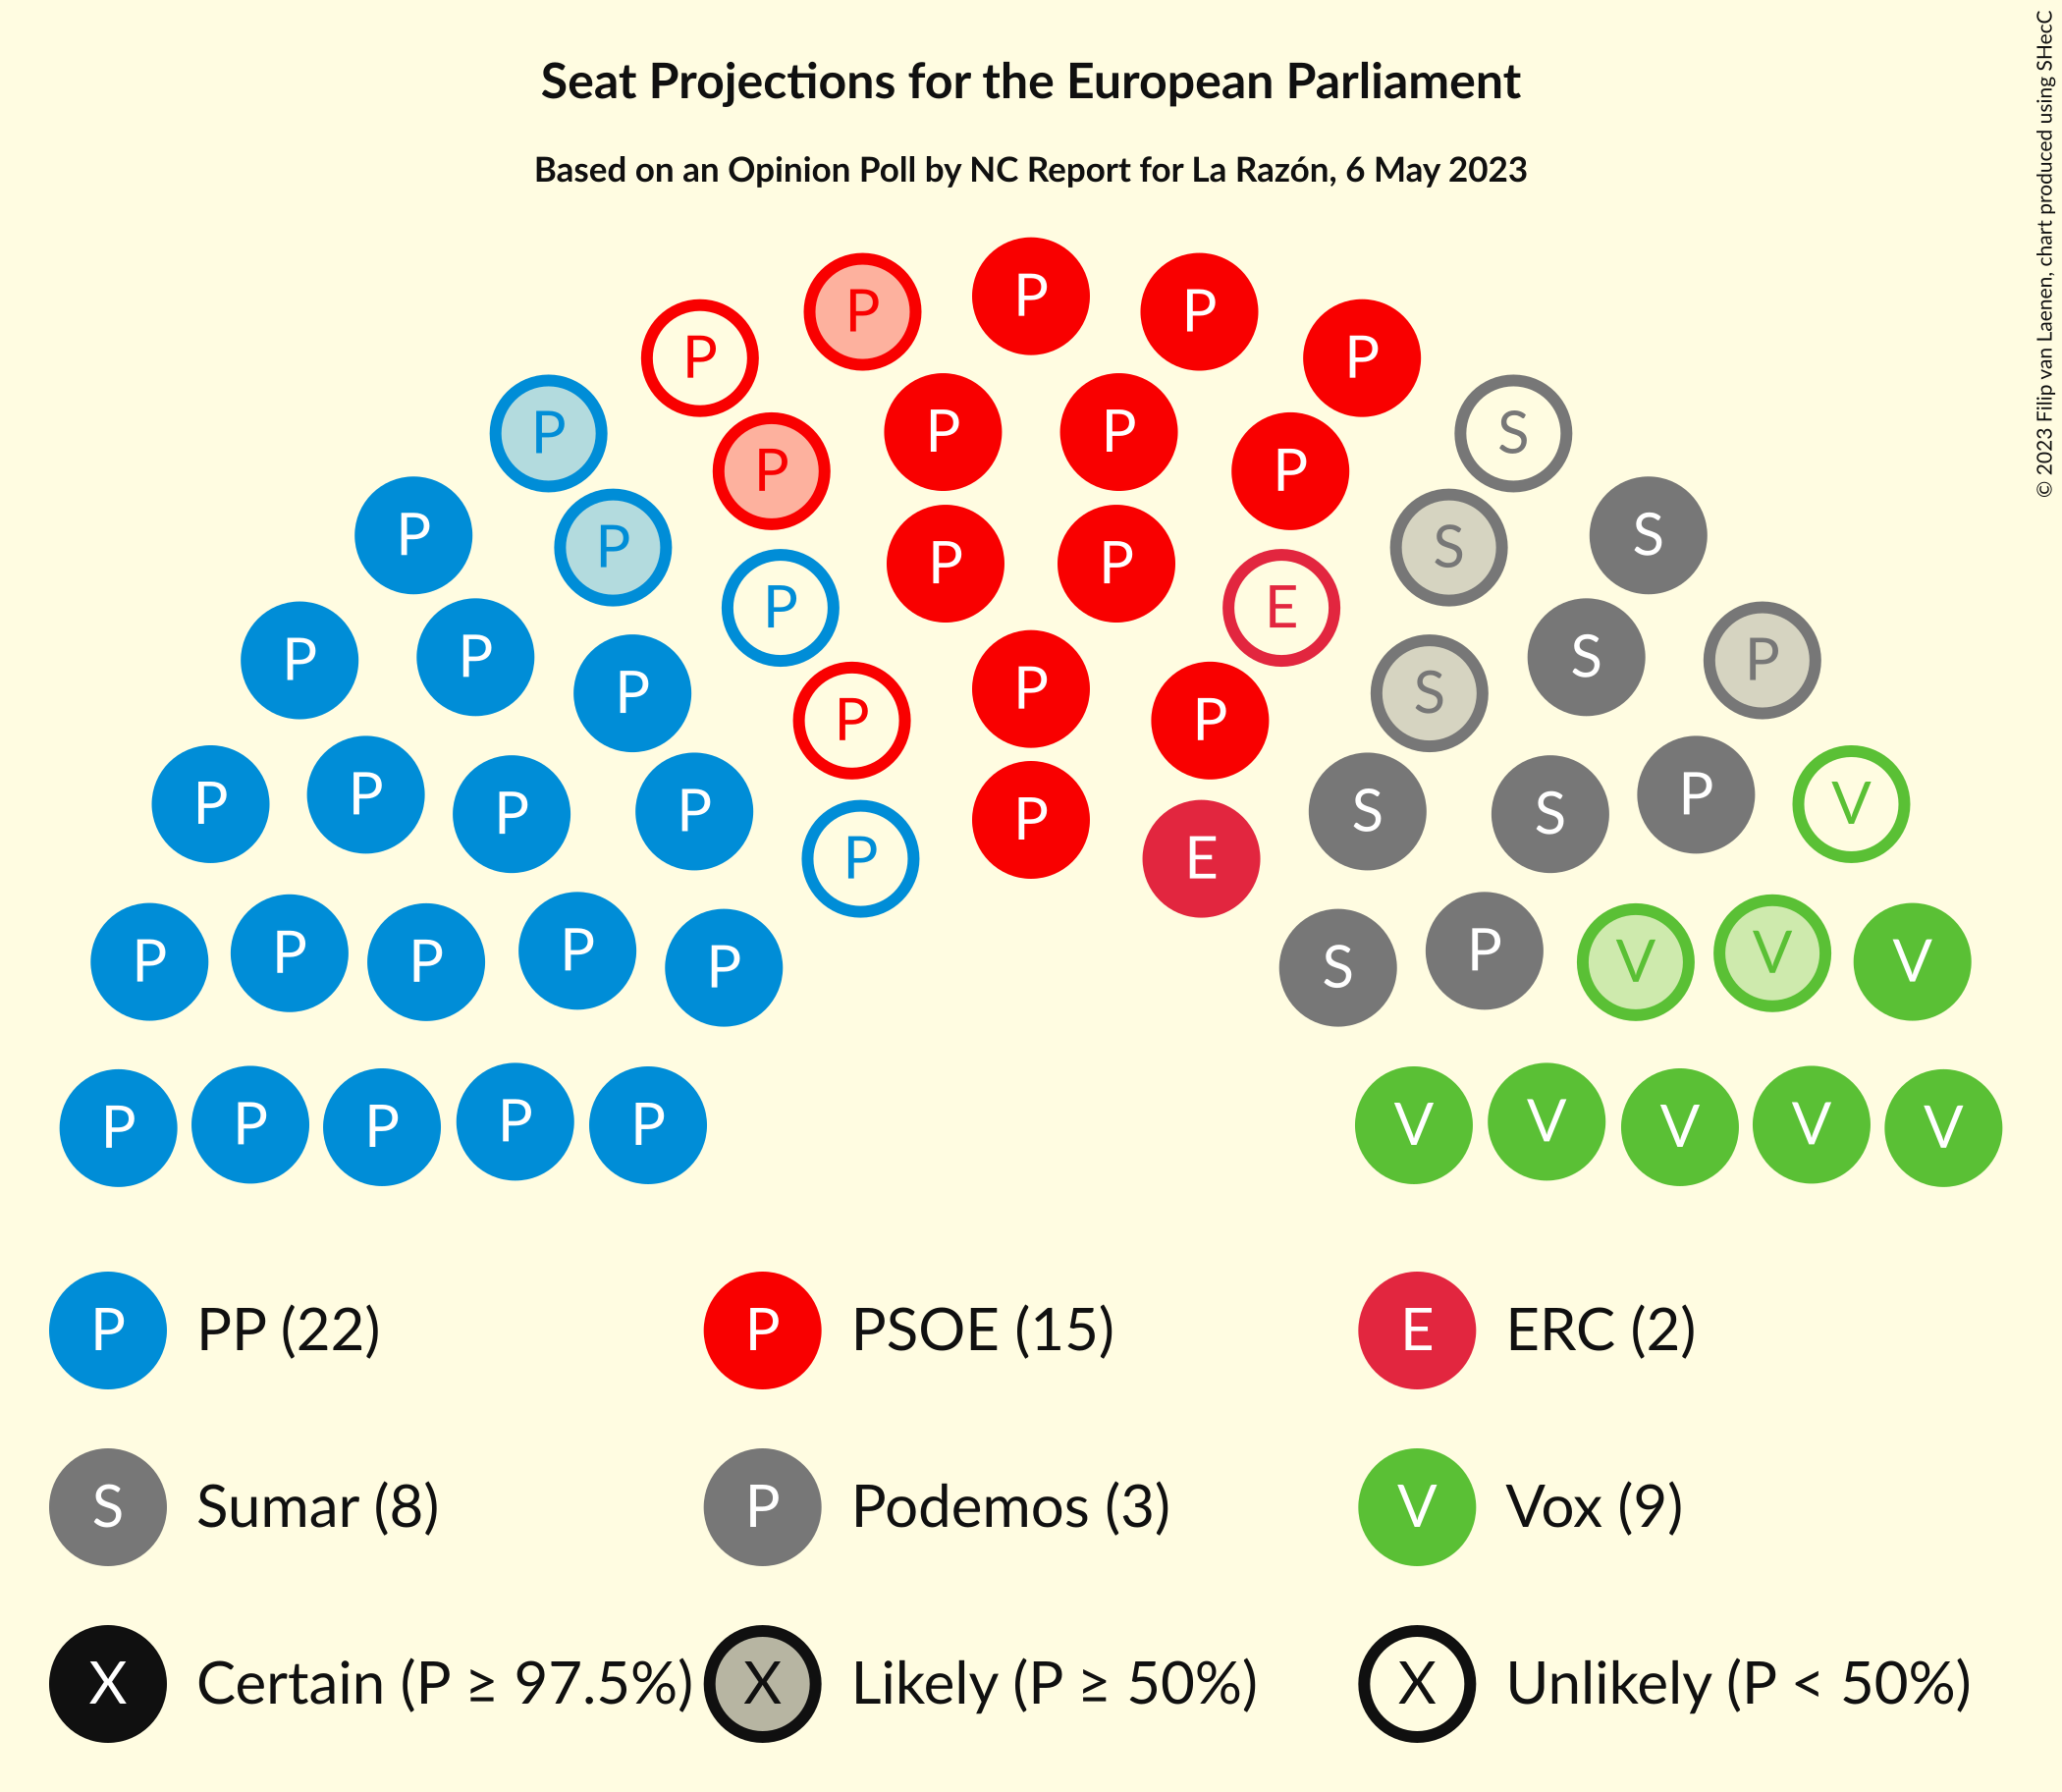 Seat Projections for the European Parliament
Based on an Opinion Poll by NC Report for La Razón, 6 May 2023
© 2023 Filip van Laenen, chart produced using SHecC
P
P P
P P
P S
P P P
P P
P S
P S
P P
P E
P P S P
P P S
P P
P P
P P P S S P V
P E
P P P P P S P V V V
P P P P P V V V V V
P PP (22) P PSOE (15) E ERC (2)
S Sumar (8) P Podemos (3) V Vox (9)
X Certain (P ≥ 97.5%) X Likely (P ≥ 50%) X Unlikely (P < 50%)